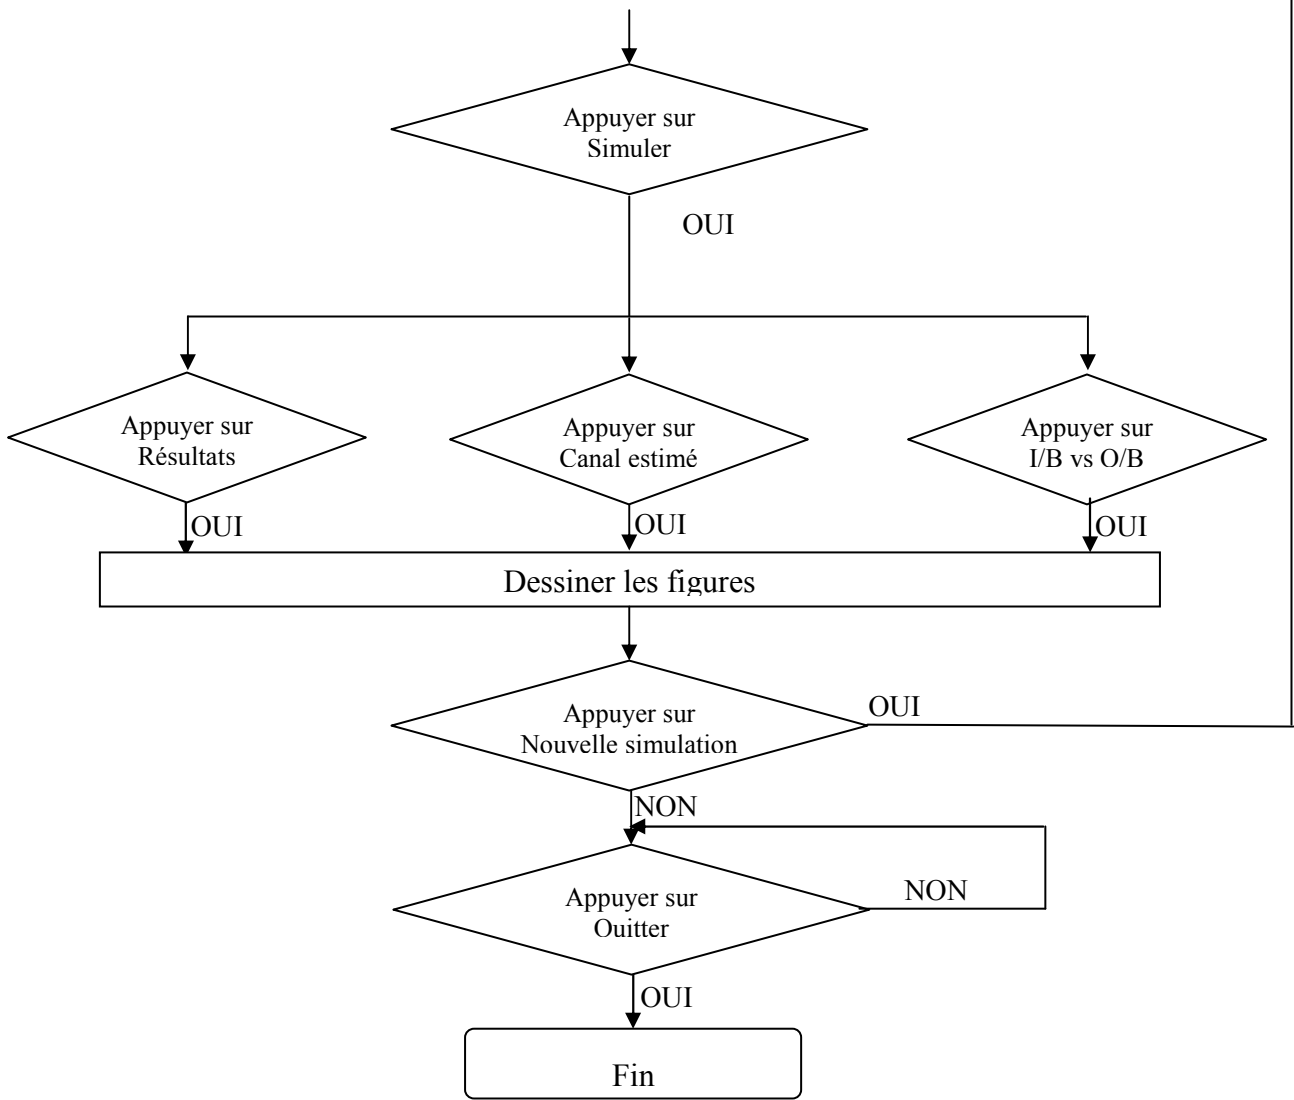 Appuyer sur
Simuler
OUI
Appuyer sur
Résultats
Appuyer sur
Canal estimé
Appuyer sur
I/B vs O/B
OUI
OUI
OUI
Dessiner les figures
Appuyer sur
Nouvelle simulation
OUI
NON
Appuyer sur
Ouitter
NON
OUI
Fin